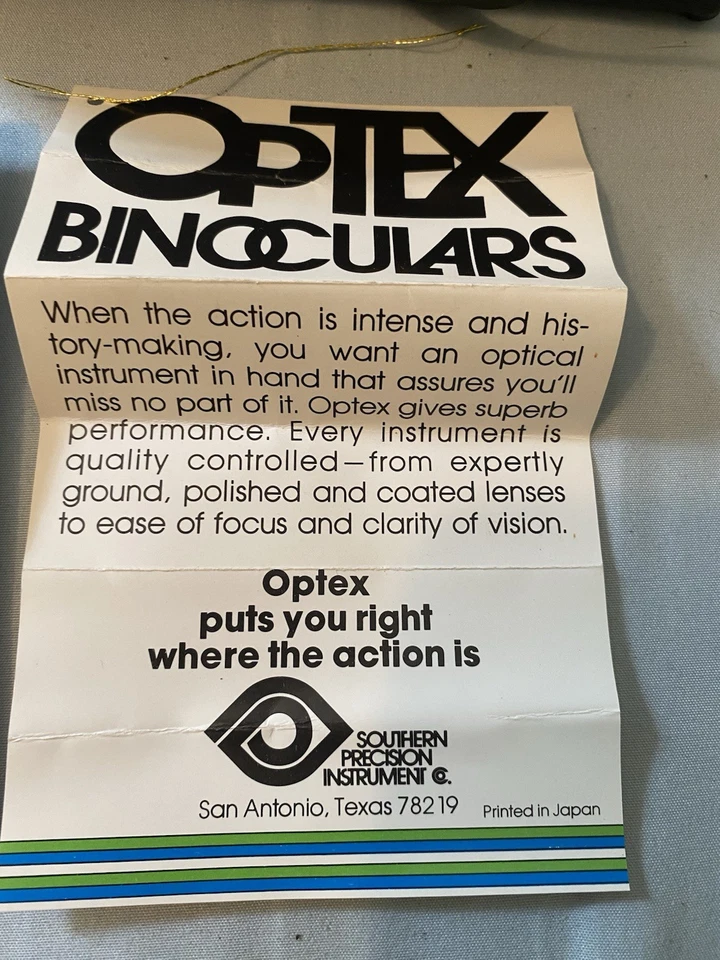 OPTEX
BINOCULARS
When the action is intense and his-
tory-making, you want an optical
instrument in hand that assures you'll
miss no part of it. Optex gives superb
performance. Every instrument is
quality controlled—from expertly
ground, polished and coated lenses
to ease of focus and clarity of vision.
Optex
puts you right
where the action is
SOUTHERN
PRECISION
INSTRUMENT CO.
San Antonio, Texas 78219
Printed in Japan